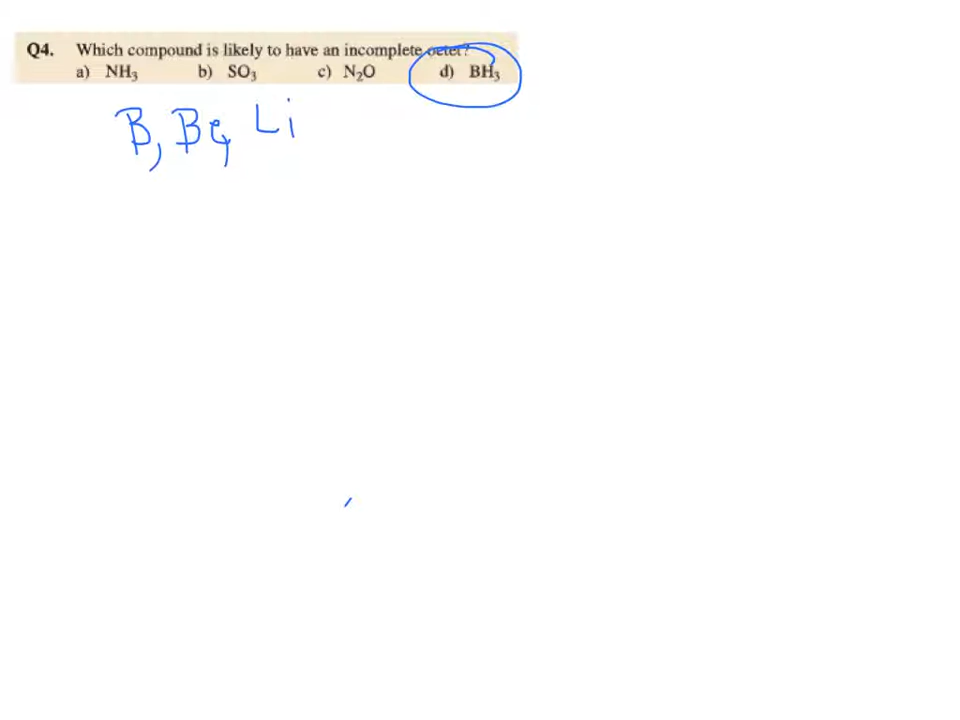 Q4. Which compound is likely to have an incomplete octet?
a) NH₃ b) SO₃ c) N₂O d) BH₃
B, Be, Li